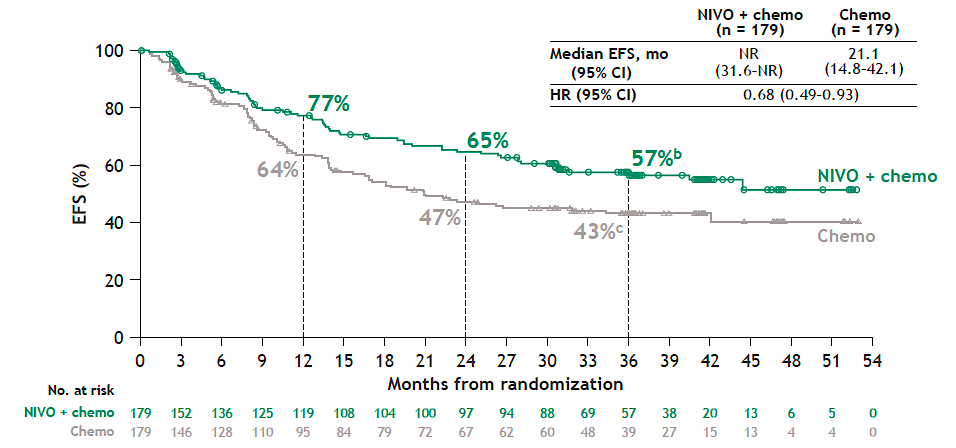 NIVO + chemo Chemo
(n = 179) (n = 179)
Median EFS, mo NR 21.1
(95% CI) (31.6-NR) (14.8-42.1)
HR (95% CI) 0.68 (0.49-0.93)
EFS (%)
100
80
60
40
20
0
77%
65%
57%b
64%
47%
43%c
NIVO + chemo
Chemo
0 3 6 9 12 15 18 21 24 27 30 33 36 39 42 45 48 51 54
Months from randomization
No. at risk
NIVO + chemo 179 152 136 125 119 108 104 100 97 94 88 69 57 38 20 13 6 5 0
Chemo 179 146 128 110 95 84 79 72 67 62 60 48 39 27 15 13 4 4 0